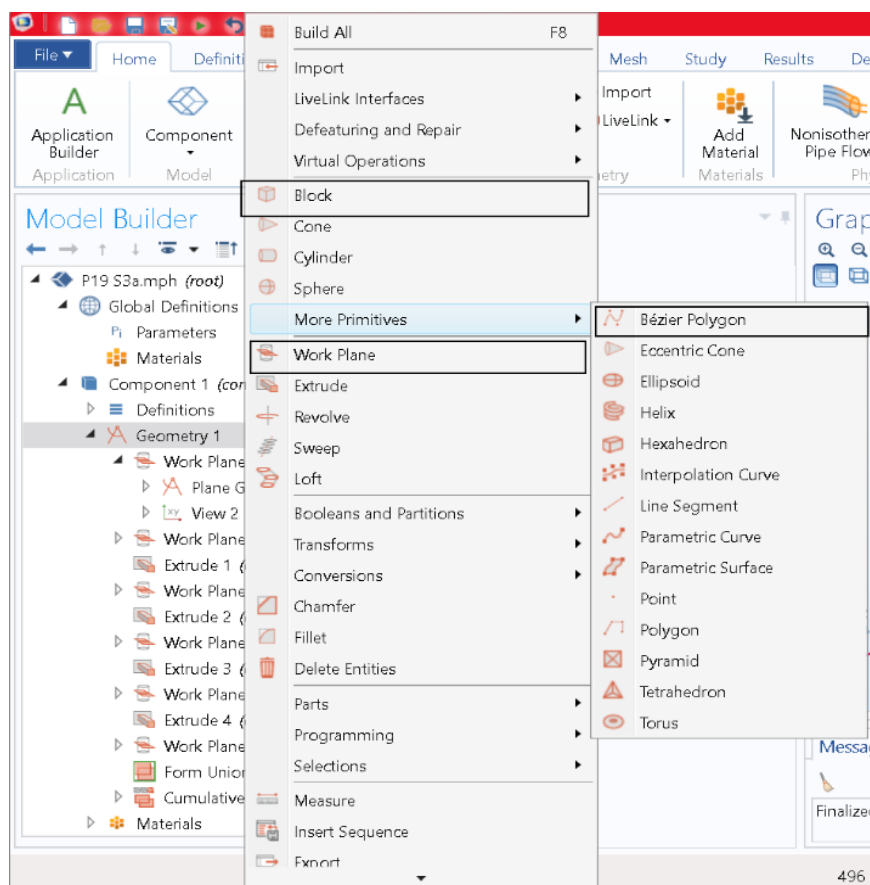 File
Home
Definiti
Mesh
Study
Results
De
A
Application
Builder
Component
Import
LiveLink
Add
Material
Nonisother
Pipe Flow
Application
Model
etry
Materials
Ph
Model Builder
P19 S3a.mph (root)
Global Definitions
Pi Parameters
Materials
Component 1 (con
Definitions
Geometry 1
Work Plane
Plane G
xy View 2
Work Plane
Extrude 1 (
Work Plane
Extrude 2 (
Work Plane
Extrude 3 (
Work Plane
Extrude 4 (
Work Plane
Form Union
Cumulative
Materials
Build All F8
Import
LiveLink Interfaces
Defeaturing and Repair
Virtual Operations
Block
Cone
Cylinder
Sphere
More Primitives
Work Plane
Extrude
Revolve
Sweep
Loft
Booleans and Partitions
Transforms
Conversions
Chamfer
Fillet
Delete Entities
Parts
Programming
Selections
Measure
Insert Sequence
Export
Bézier Polygon
Eccentric Cone
Ellipsoid
Helix
Hexahedron
Interpolation Curve
Line Segment
Parametric Curve
Parametric Surface
Point
Polygon
Pyramid
Tetrahedron
Torus
Grap
Messa
Finalize
496